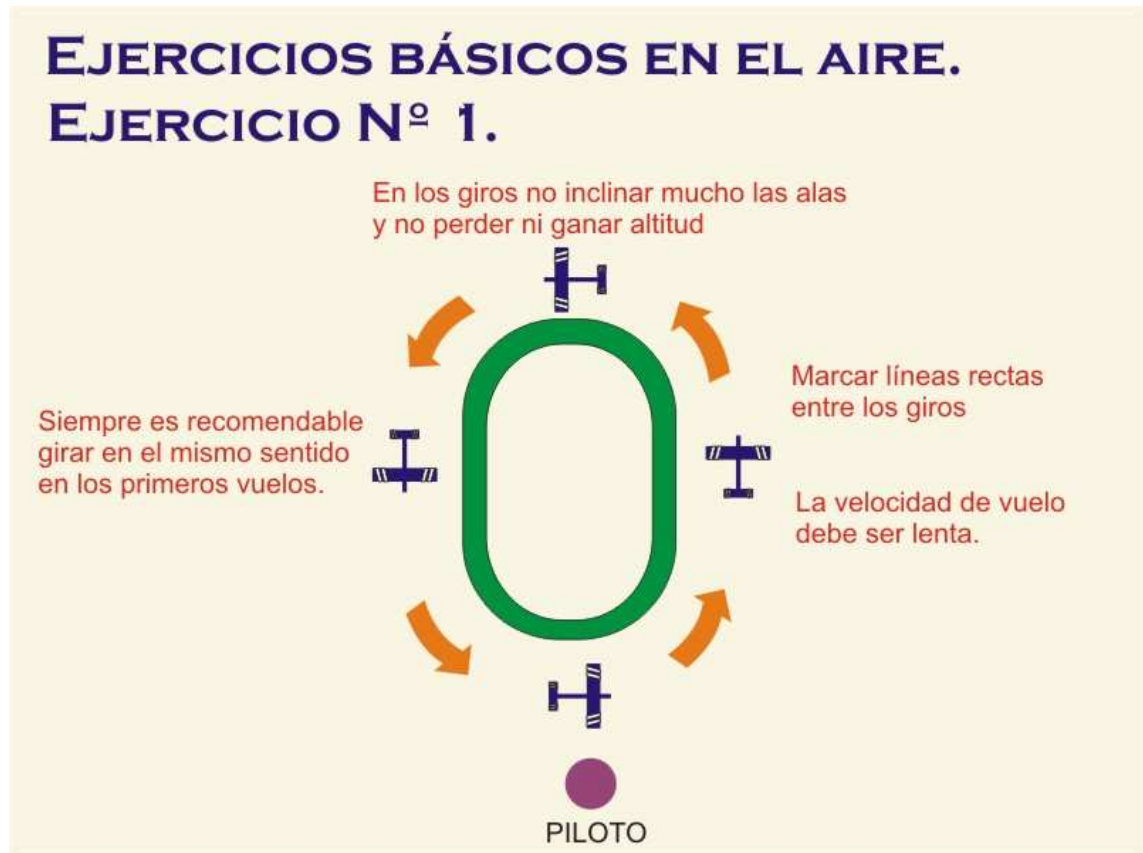 EJERCICIOS BÁSICOS EN EL AIRE.
EJERCICIO Nº 1.
En los giros no inclinar mucho las alas
y no perder ni ganar altitud
Marcar líneas rectas
entre los giros
Siempre es recomendable
girar en el mismo sentido
en los primeros vuelos.
La velocidad de vuelo
debe ser lenta.
PILOTO